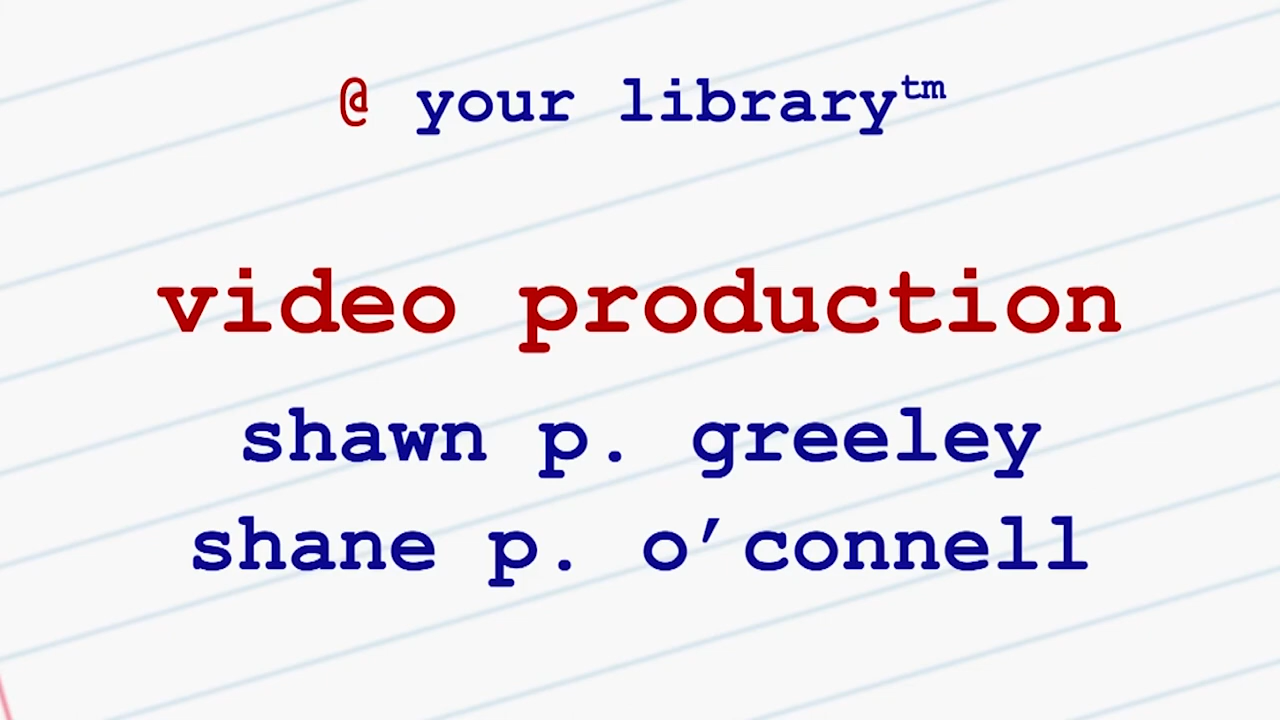 @ your library™
video production
shawn p. greeley
shane p. o’connell